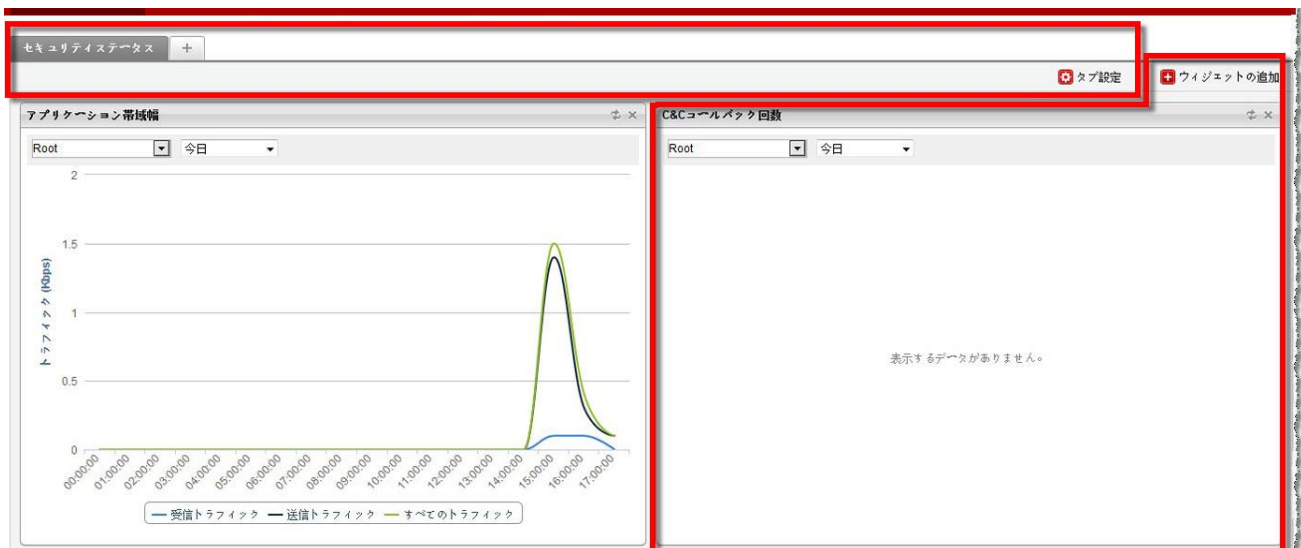 セキュリティステータス +
タブ設定 ウィジェットの追加
アプリケーション帯域幅
Root 今日
2
1.5
1
0.5
0
トラフィック (Kbps)
00:00:00 01:00:00 02:00:00 03:00:00 04:00:00 05:00:00 06:00:00 07:00:00 08:00:00 09:00:00 10:00:00 11:00:00 12:00:00 13:00:00 14:00:00 15:00:00 16:00:00 17:00:00
受信トラフィック 送信トラフィック すべてのトラフィック
C&Cコールバック回数
Root 今日
表示するデータがありません。